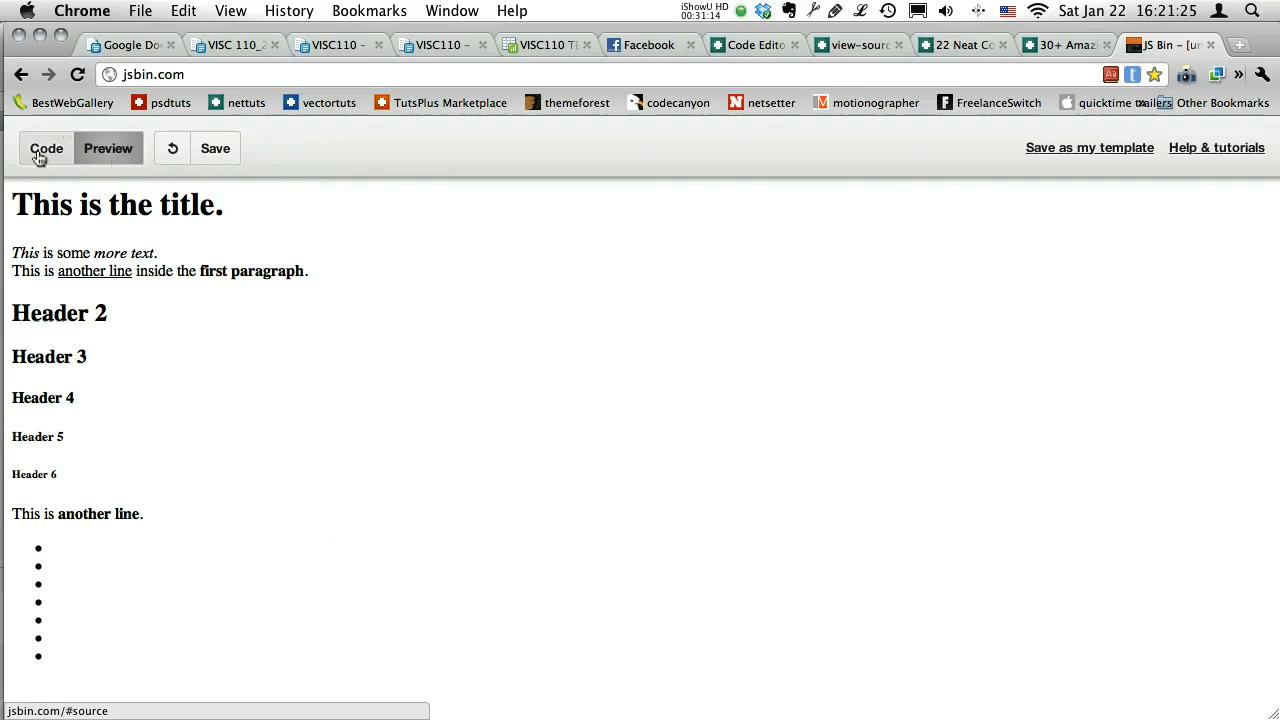 Chrome File Edit View History Bookmarks Window Help iShowU HD 00:31:14 Sat Jan 22 16:21:25
Google Do VISC 110_2 VISC110 - VISC110 - VISC110 TI Facebook Code Edito view-sourc 22 Neat Co 30+ Amazi JS Bin - [un
jsbin.com
TestWebGallery psdtuts nettuts vectortuts TutsPlus Marketplace themeforest codecanyon netsetter motionographer FreelanceSwitch quicktime trailers Other Bookmarks
Code Preview Save Save as my template Help & tutorials
This is the title.
This is some more text.
This is another line inside the first paragraph.
Header 2
Header 3
Header 4
Header 5
Header 6
This is another line.
jsbin.com/#source